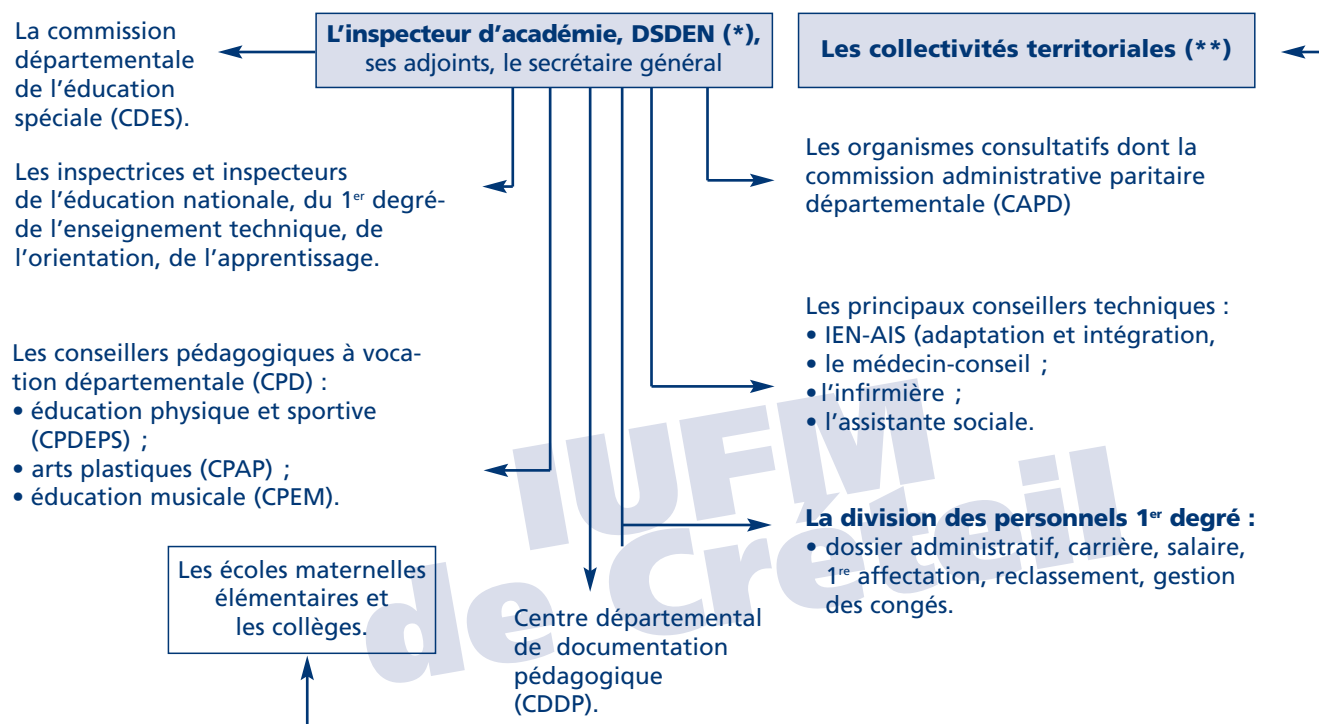 La commission
départementale
de l'éducation
spéciale (CDES).
L'inspecteur d'académie, DSDEN (*),
ses adjoints, le secrétaire général
Les collectivités territoriales (**)
Les inspectrices et inspecteurs
de l'éducation nationale, du 1er degré-
de l'enseignement technique, de
l'orientation, de l'apprentissage.
Les organismes consultatifs dont la
commission administrative paritaire
départementale (CAPD)
Les conseillers pédagogiques à voca-
tion départementale (CPD) :
• éducation physique et sportive
(CPDEPS) ;
• arts plastiques (CPAP) ;
• éducation musicale (CPEM).
Les principaux conseillers techniques :
• IEN-AIS (adaptation et intégration,
• le médecin-conseil ;
• l'infirmière ;
• l'assistante sociale.
La division des personnels 1er degré :
• dossier administratif, carrière, salaire,
1re affectation, reclassement, gestion
des congés.
Les écoles maternelles
élémentaires et
les collèges.
Centre départemental
de documentation
pédagogique
(CDDP).
IUFM
de Créteil